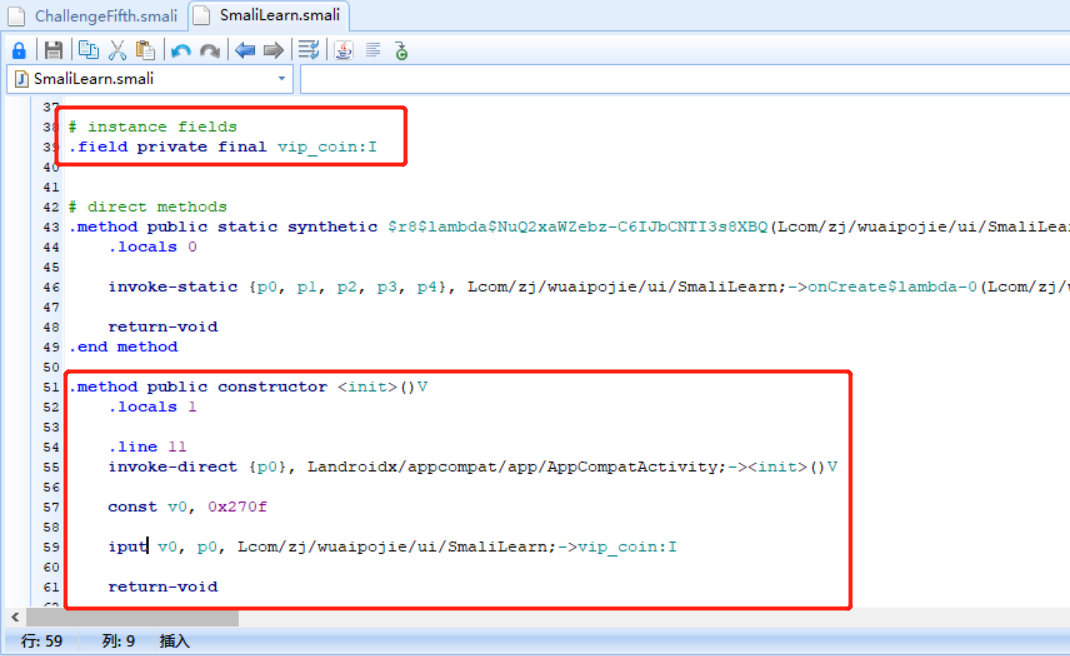 ChallengeFifth.smali SmaliLearn.smali
SmaliLearn.smali
37
38 # instance fields
39 .field private final vip_coin:I
40
41
42 # direct methods
43 .method public static synthetic $r8$lambda$NuQ2xaWZebz-C6IJbCNTI3s8XBQ(Lcom/zj/wuaipojie/ui/SmaliLea
44 .locals 0
45
46 invoke-static {p0, p1, p2, p3, p4}, Lcom/zj/wuaipojie/ui/SmaliLearn;->onCreate$lambda-0(Lcom/zj/
47
48 return-void
49 .end method
50
51 .method public constructor <init>()V
52 .locals 1
53
54 .line 11
55 invoke-direct {p0}, Landroidx/appcompat/app/AppCompatActivity;-><init>()V
56
57 const v0, 0x270f
58
59 iput v0, p0, Lcom/zj/wuaipojie/ui/SmaliLearn;->vip_coin:I
60
61 return-void
行: 59 列: 9 插入